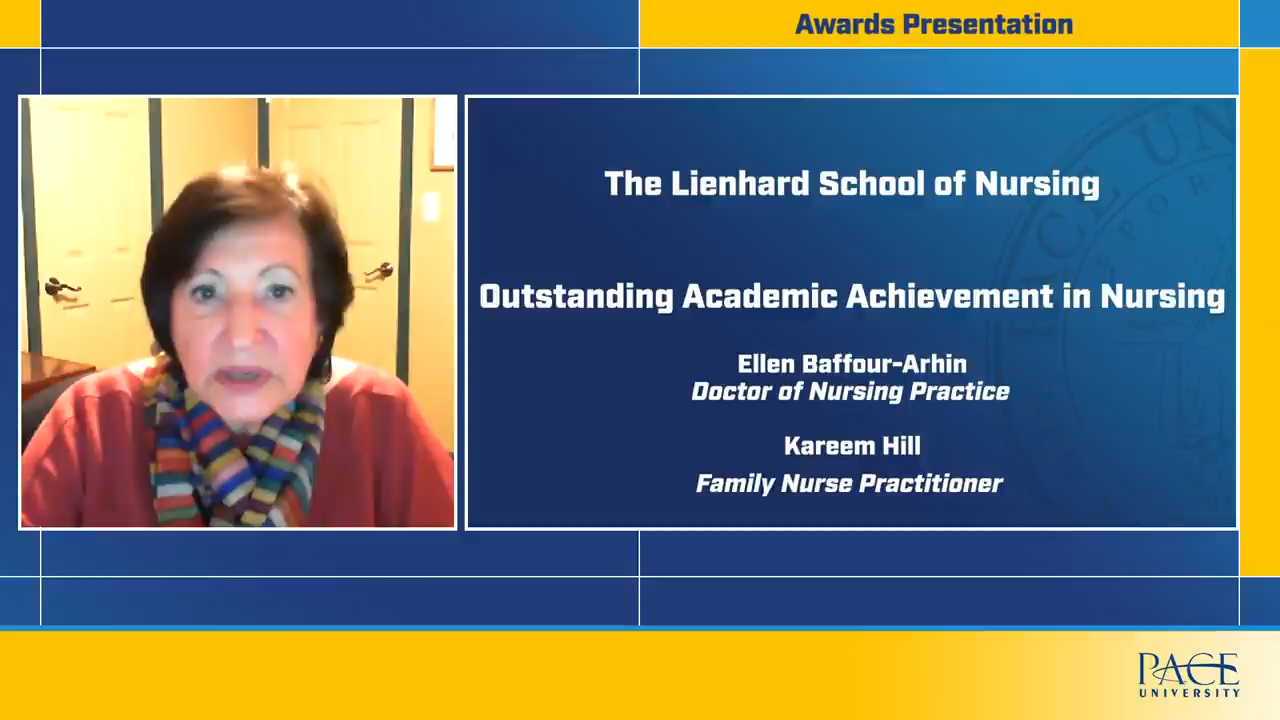 Awards Presentation
The Lienhard School of Nursing
Outstanding Academic Achievement in Nursing
Ellen Baffour-Arhin
Doctor of Nursing Practice
Kareem Hill
Family Nurse Practitioner
PACE
UNIVERSITY